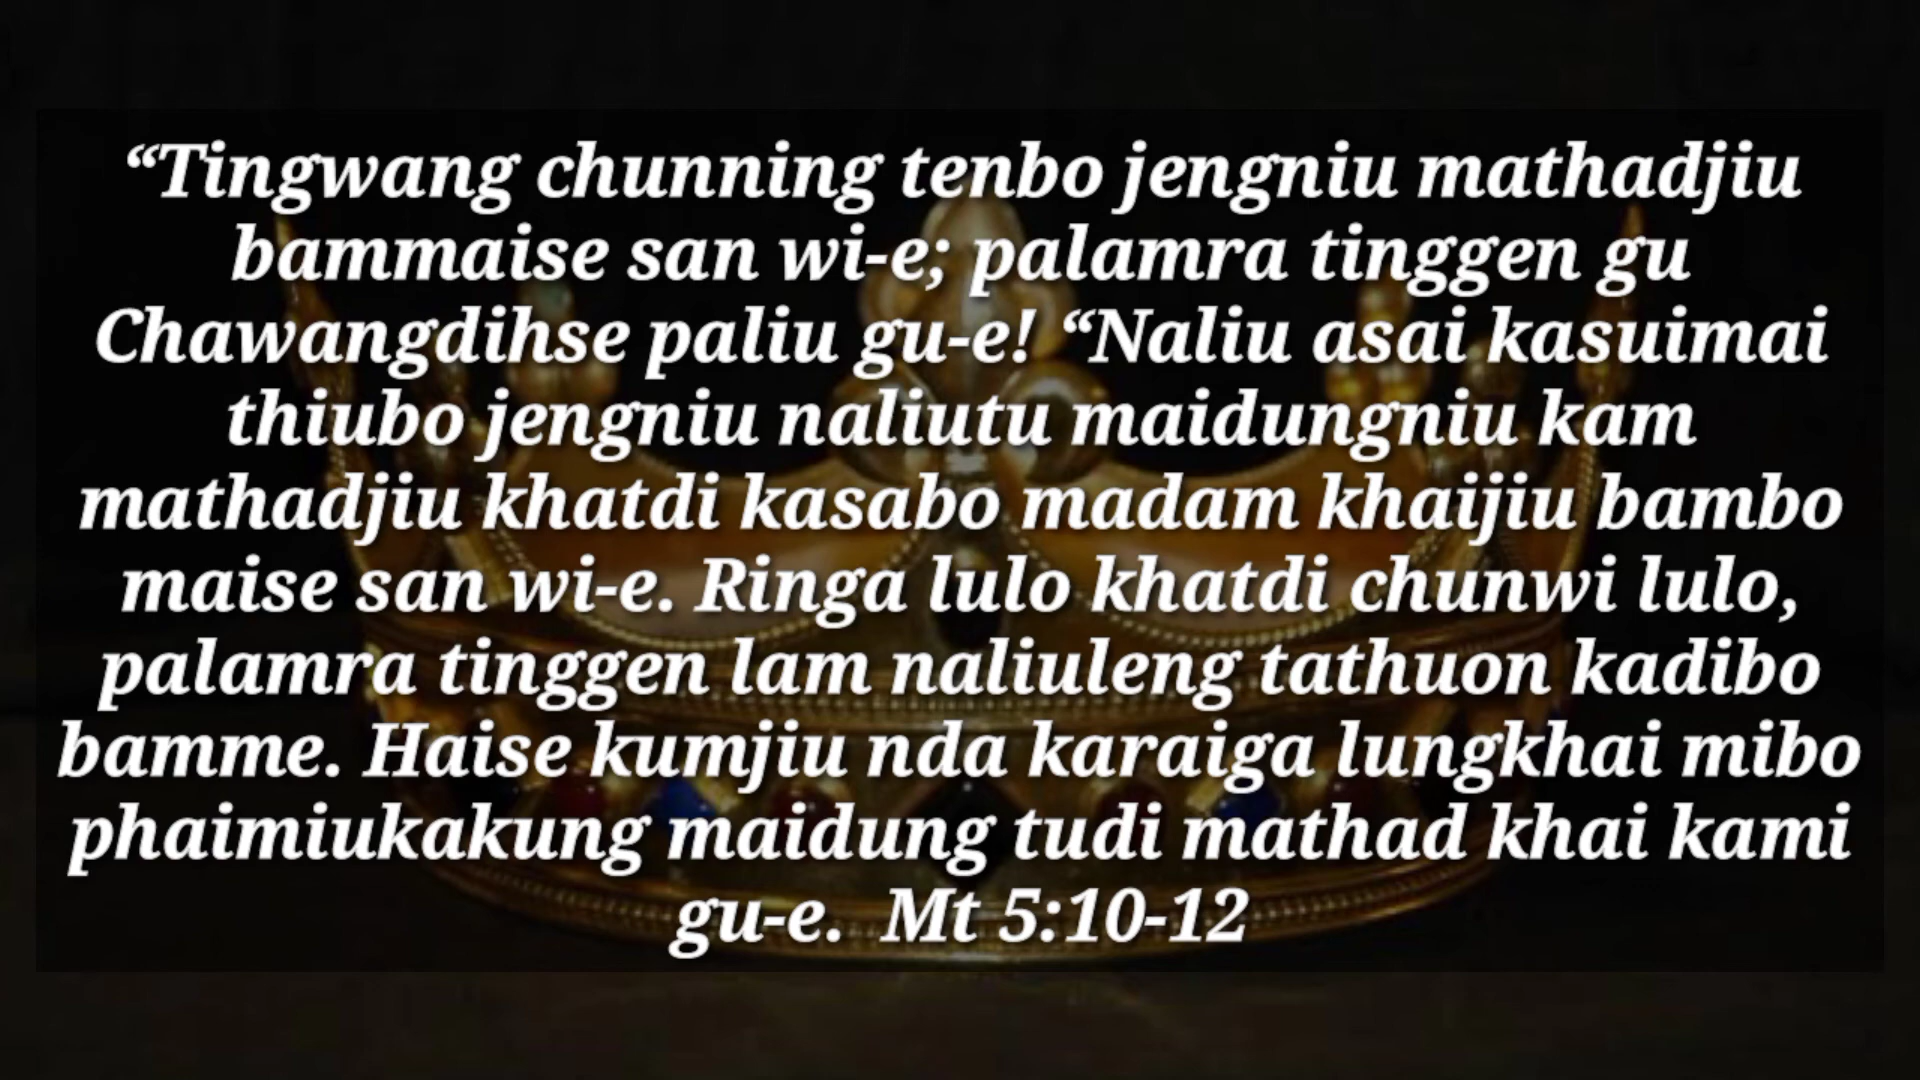 “Tingwang chunning tenbo jengniu mathadjiu
bammaise san wi-e; palamra tinggen gu
Chawangdihse paliu gu-e! “Naliu asai kasuimai
thiubo jengniu naliutu maidungniu kam
mathadjiu khatdi kasabo madam khaijiu bambo
maise san wi-e. Ringa lulo khatdi chunwi lulo,
palamra tinggen lam naliuleng tathuon kadibo
bamme. Haise kumjiu nda karaiga lungkhai mibo
phaimiukakung maidung tudi mathad khai kami
gu-e.  Mt 5:10-12